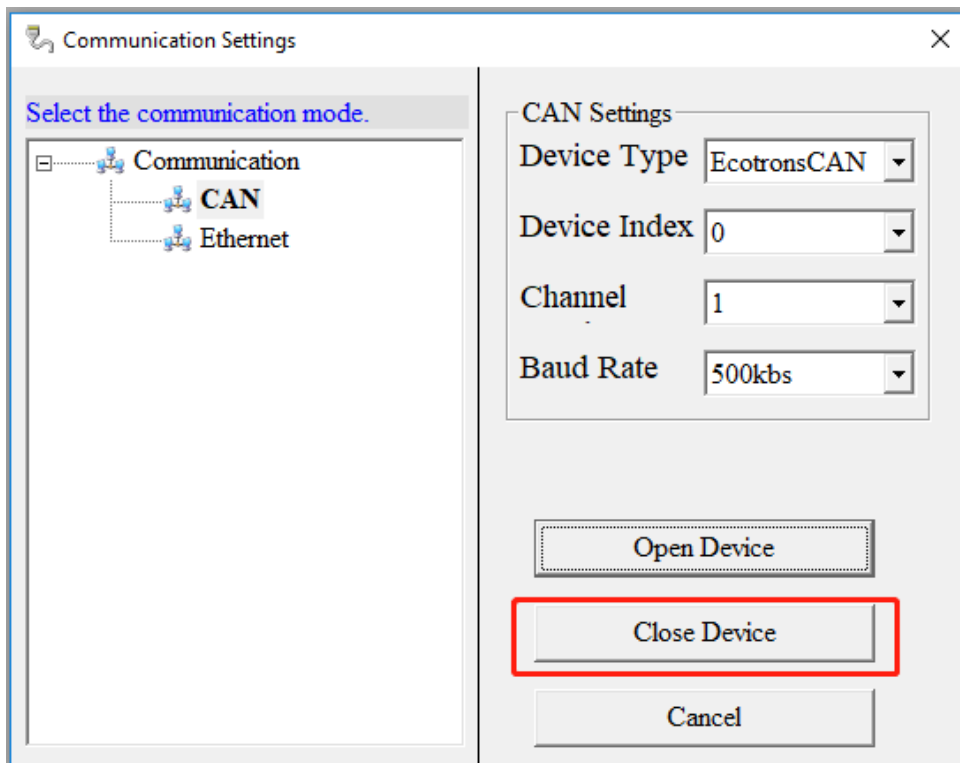 Communication Settings
Select the communication mode.
Communication
CAN
Ethernet
CAN Settings
Device Type EcotronsCAN
Device Index 0
Channel 1
Baud Rate 500kbs
Open Device
Close Device
Cancel